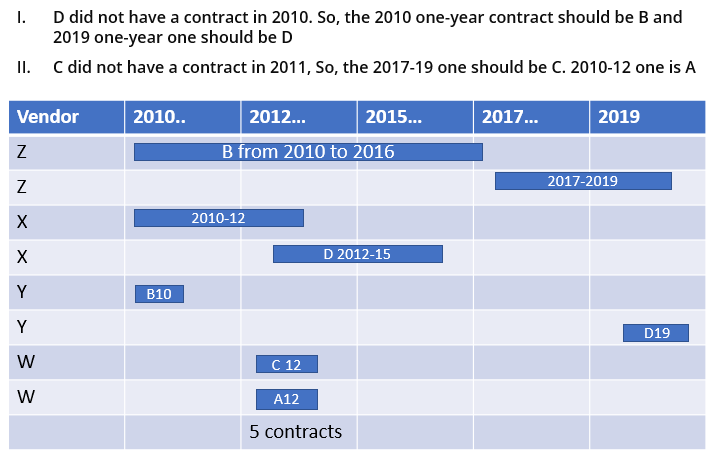 I. D did not have a contract in 2010. So, the 2010 one-year contract should be B and
2019 one-year one should be D
II. C did not have a contract in 2011, So, the 2017-19 one should be C. 2010-12 one is A
Vendor 2010.. 2012... 2015... 2017... 2019
Z B from 2010 to 2016
Z 2017-2019
X 2010-12
X D 2012-15
Y B10
Y D19
W C 12
W A12
5 contracts